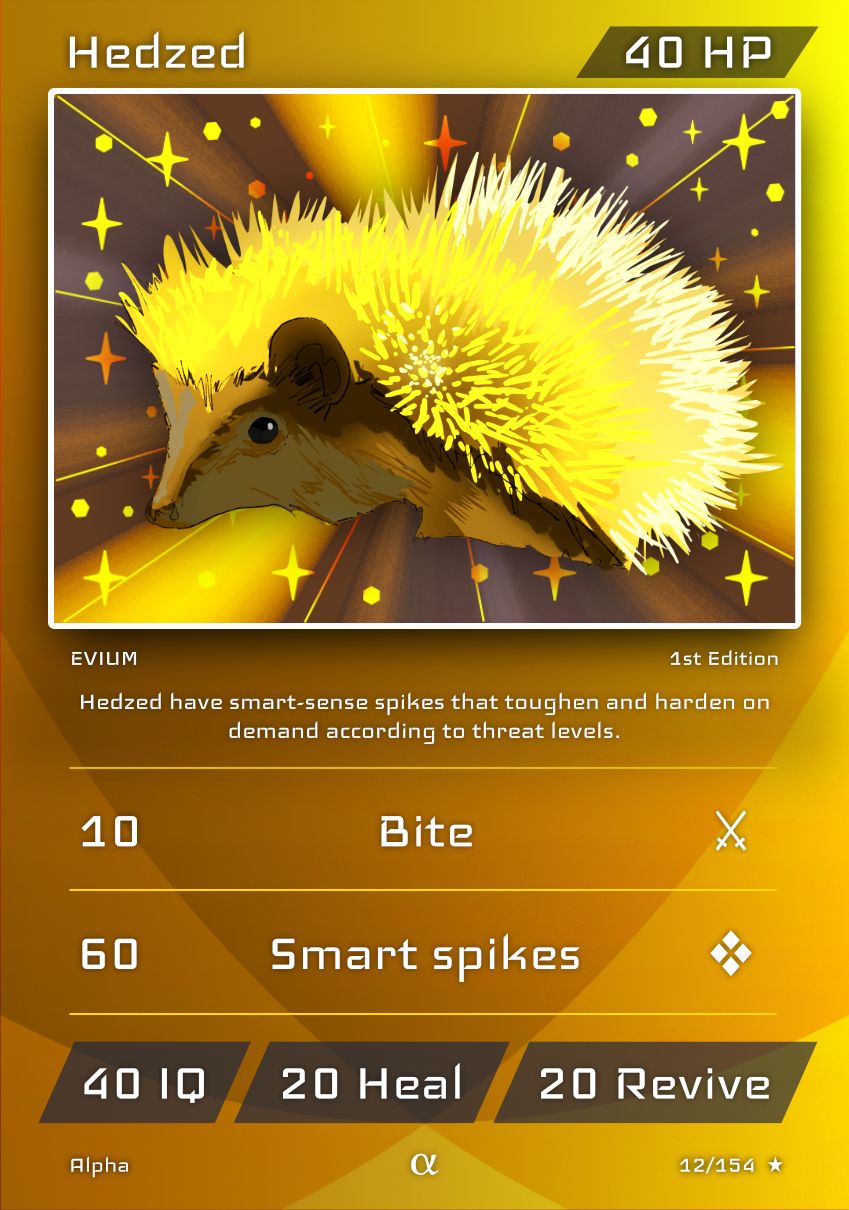 Hedzed
40 HP
EVIUM
1st Edition
Hedzed have smart-sense spikes that toughen and harden on
demand according to threat levels.
10 Bite
60 Smart spikes
40 IQ
20 Heal
20 Revive
Alpha
α
12/154 ★